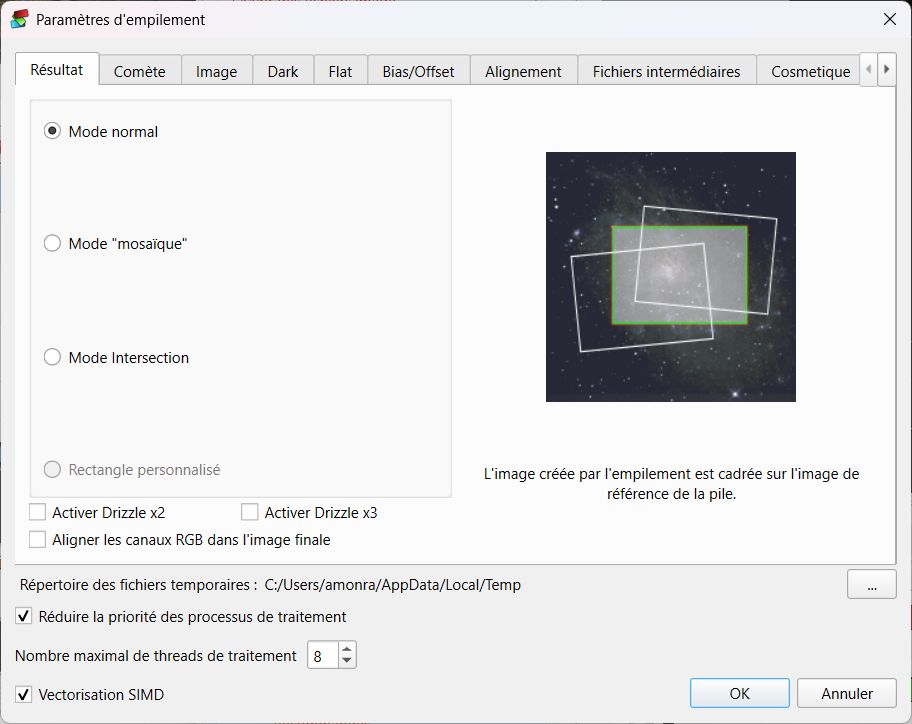 Paramètres d'empilement
Résultat
Comète
Image
Dark
Flat
Bias/Offset
Alignement
Fichiers intermédiaires
Cosmetique
Mode normal
Mode "mosaïque"
Mode Intersection
Rectangle personnalisé
L'image créée par l'empilement est cadrée sur l'image de
référence de la pile.
Activer Drizzle x2
Activer Drizzle x3
Aligner les canaux RGB dans l'image finale
Répertoire des fichiers temporaires : C:/Users/amonra/AppData/Local/Temp
...
Réduire la priorité des processus de traitement
Nombre maximal de threads de traitement 8
Vectorisation SIMD
OK
Annuler